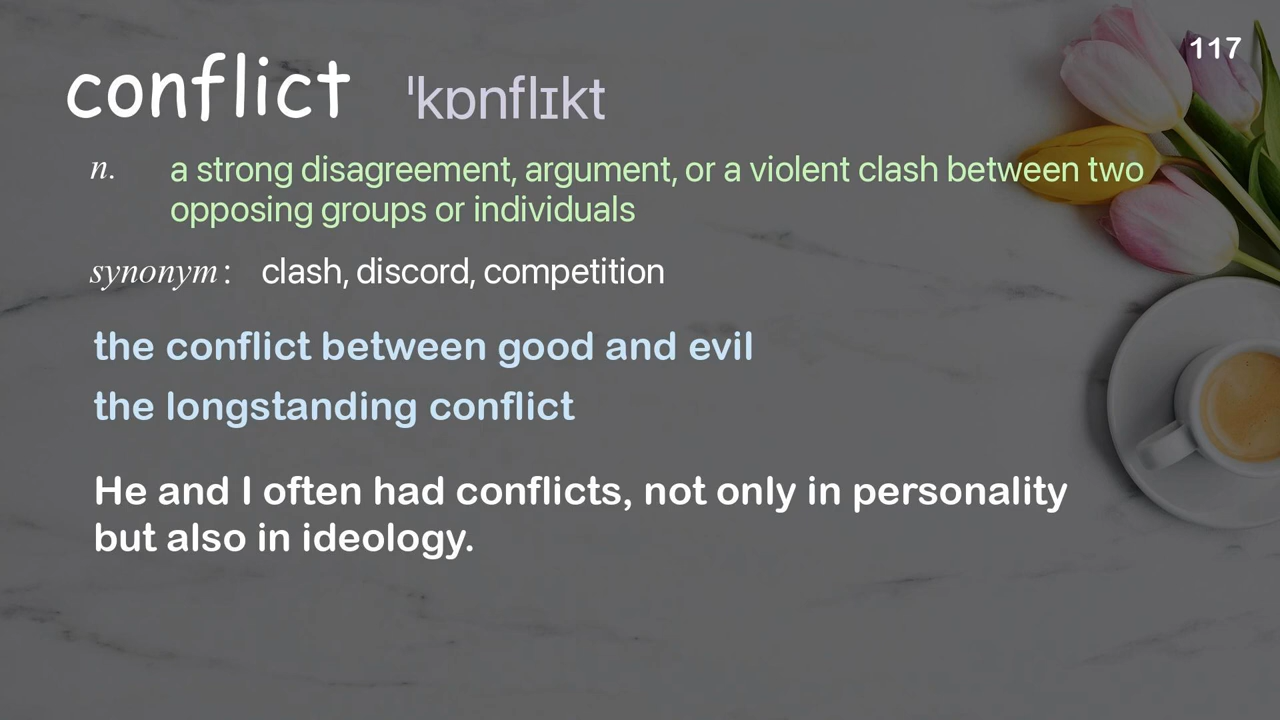 117
conflict ˈkɒnflɪkt
n. a strong disagreement, argument, or a violent clash between two
opposing groups or individuals
synonym: clash, discord, competition
the conflict between good and evil
the longstanding conflict
He and I often had conflicts, not only in personality
but also in ideology.